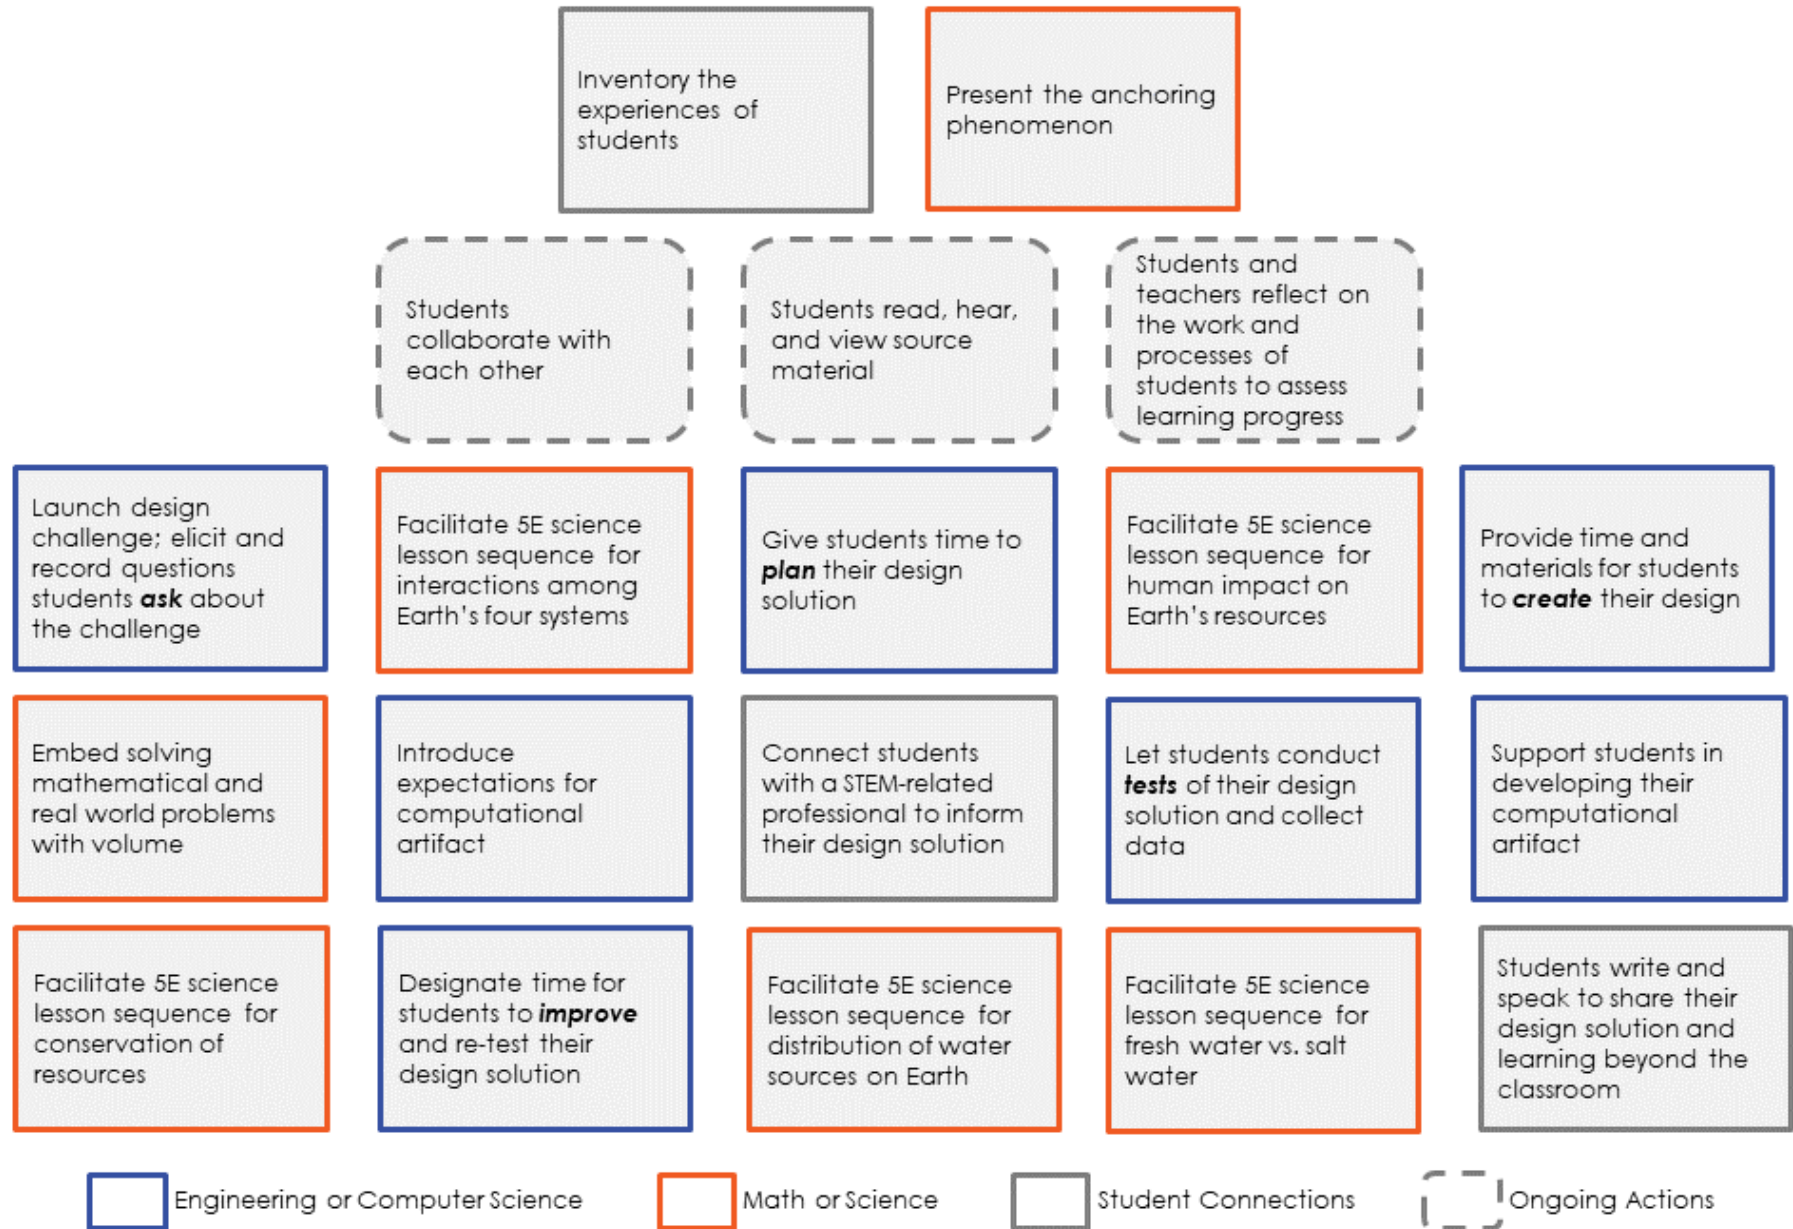 Inventory the
experiences of
students
Present the anchoring
phenomenon
Students
collaborate with
each other
Students read, hear,
and view source
material
Students and
teachers reflect on
the work and
processes of
students to assess
learning progress
Launch design
challenge; elicit and
record questions
students ask about
the challenge
Facilitate 5E science
lesson sequence for
interactions among
Earth's four systems
Give students time to
plan their design
solution
Facilitate 5E science
lesson sequence for
human impact on
Earth's resources
Provide time and
materials for students
to create their design
Embed solving
mathematical and
real world problems
with volume
Introduce
expectations for
computational
artifact
Connect students
with a STEM-related
professional to inform
their design solution
Let students conduct
tests of their design
solution and collect
data
Support students in
developing their
computational
artifact
Facilitate 5E science
lesson sequence for
conservation of
resources
Designate time for
students to improve
and re-test their
design solution
Facilitate 5E science
lesson sequence for
distribution of water
sources on Earth
Facilitate 5E science
lesson sequence for
fresh water vs. salt
water
Students write and
speak to share their
design solution and
learning beyond the
classroom
Engineering or Computer Science
Math or Science
Student Connections
Ongoing Actions